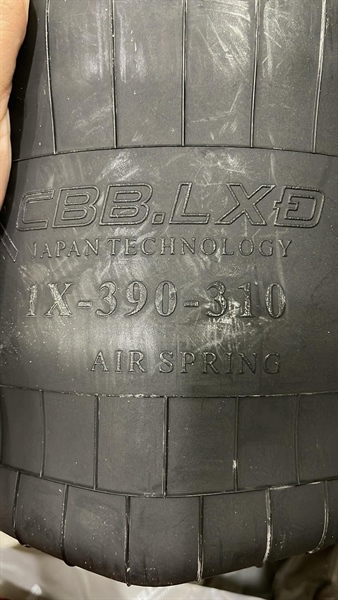 CBB.LXD
JAPAN TECHNOLOGY
1X-390-310
AIR SPRING